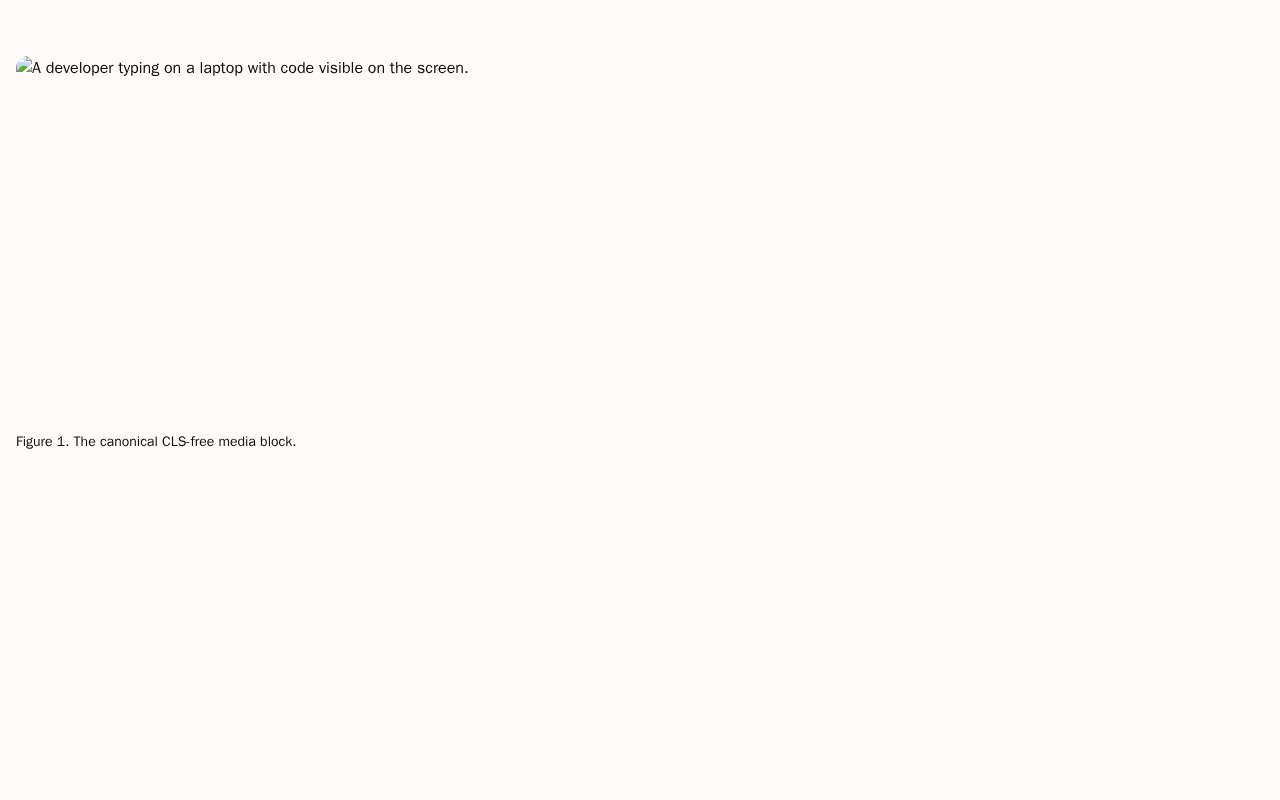 A developer typing on a laptop with code visible on the screen.
Figure 1. The canonical CLS-free media block.